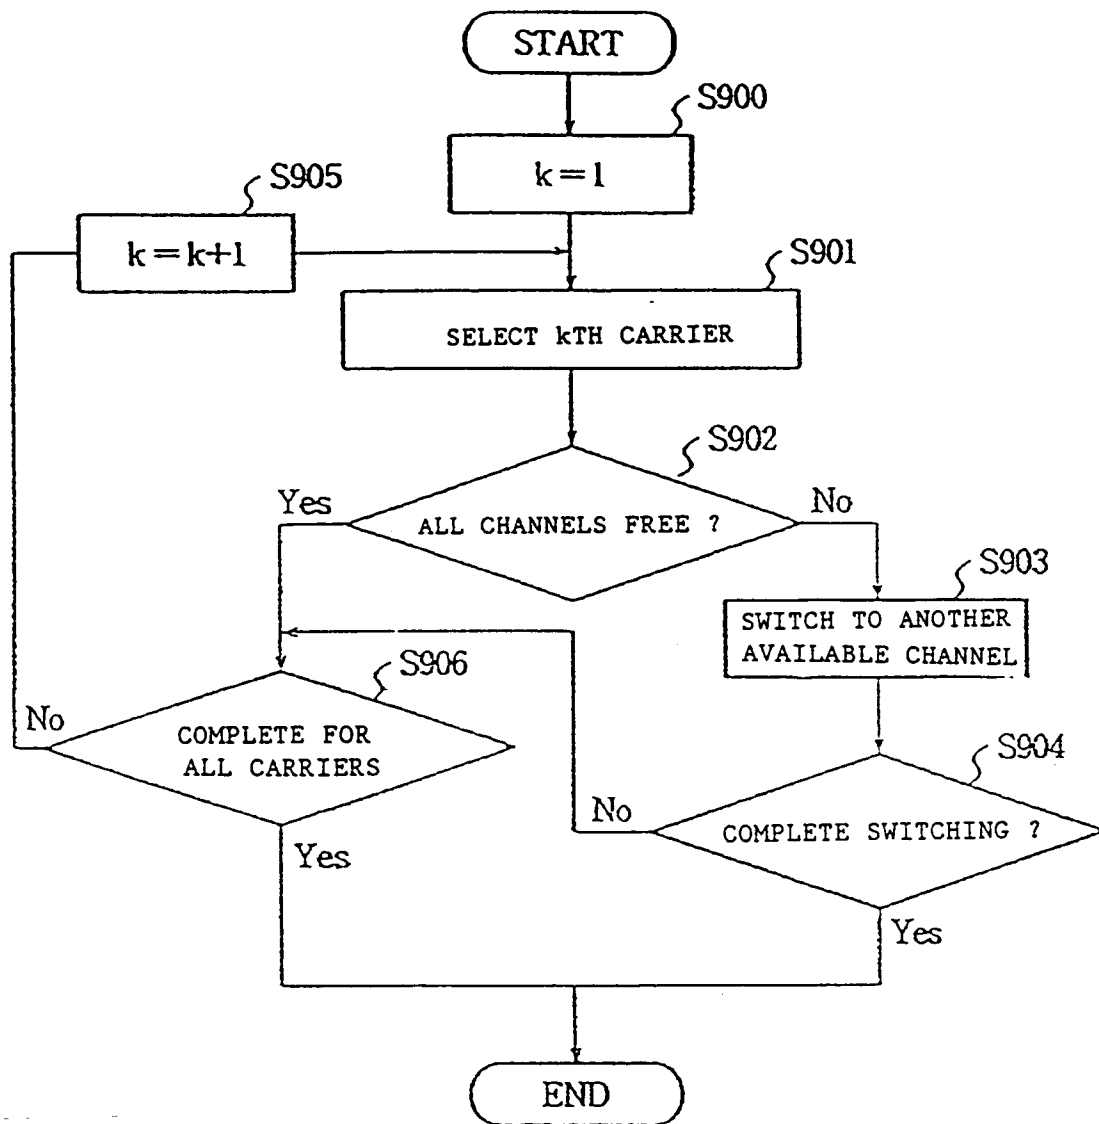 START
S900
k=1
S905
k=k+1
S901
SELECT kTH CARRIER
S902
Yes
ALL CHANNELS FREE ?
No
S903
SWITCH TO ANOTHER
AVAILABLE CHANNEL
S906
No
COMPLETE FOR
ALL CARRIERS
S904
No
COMPLETE SWITCHING ?
Yes
Yes
END